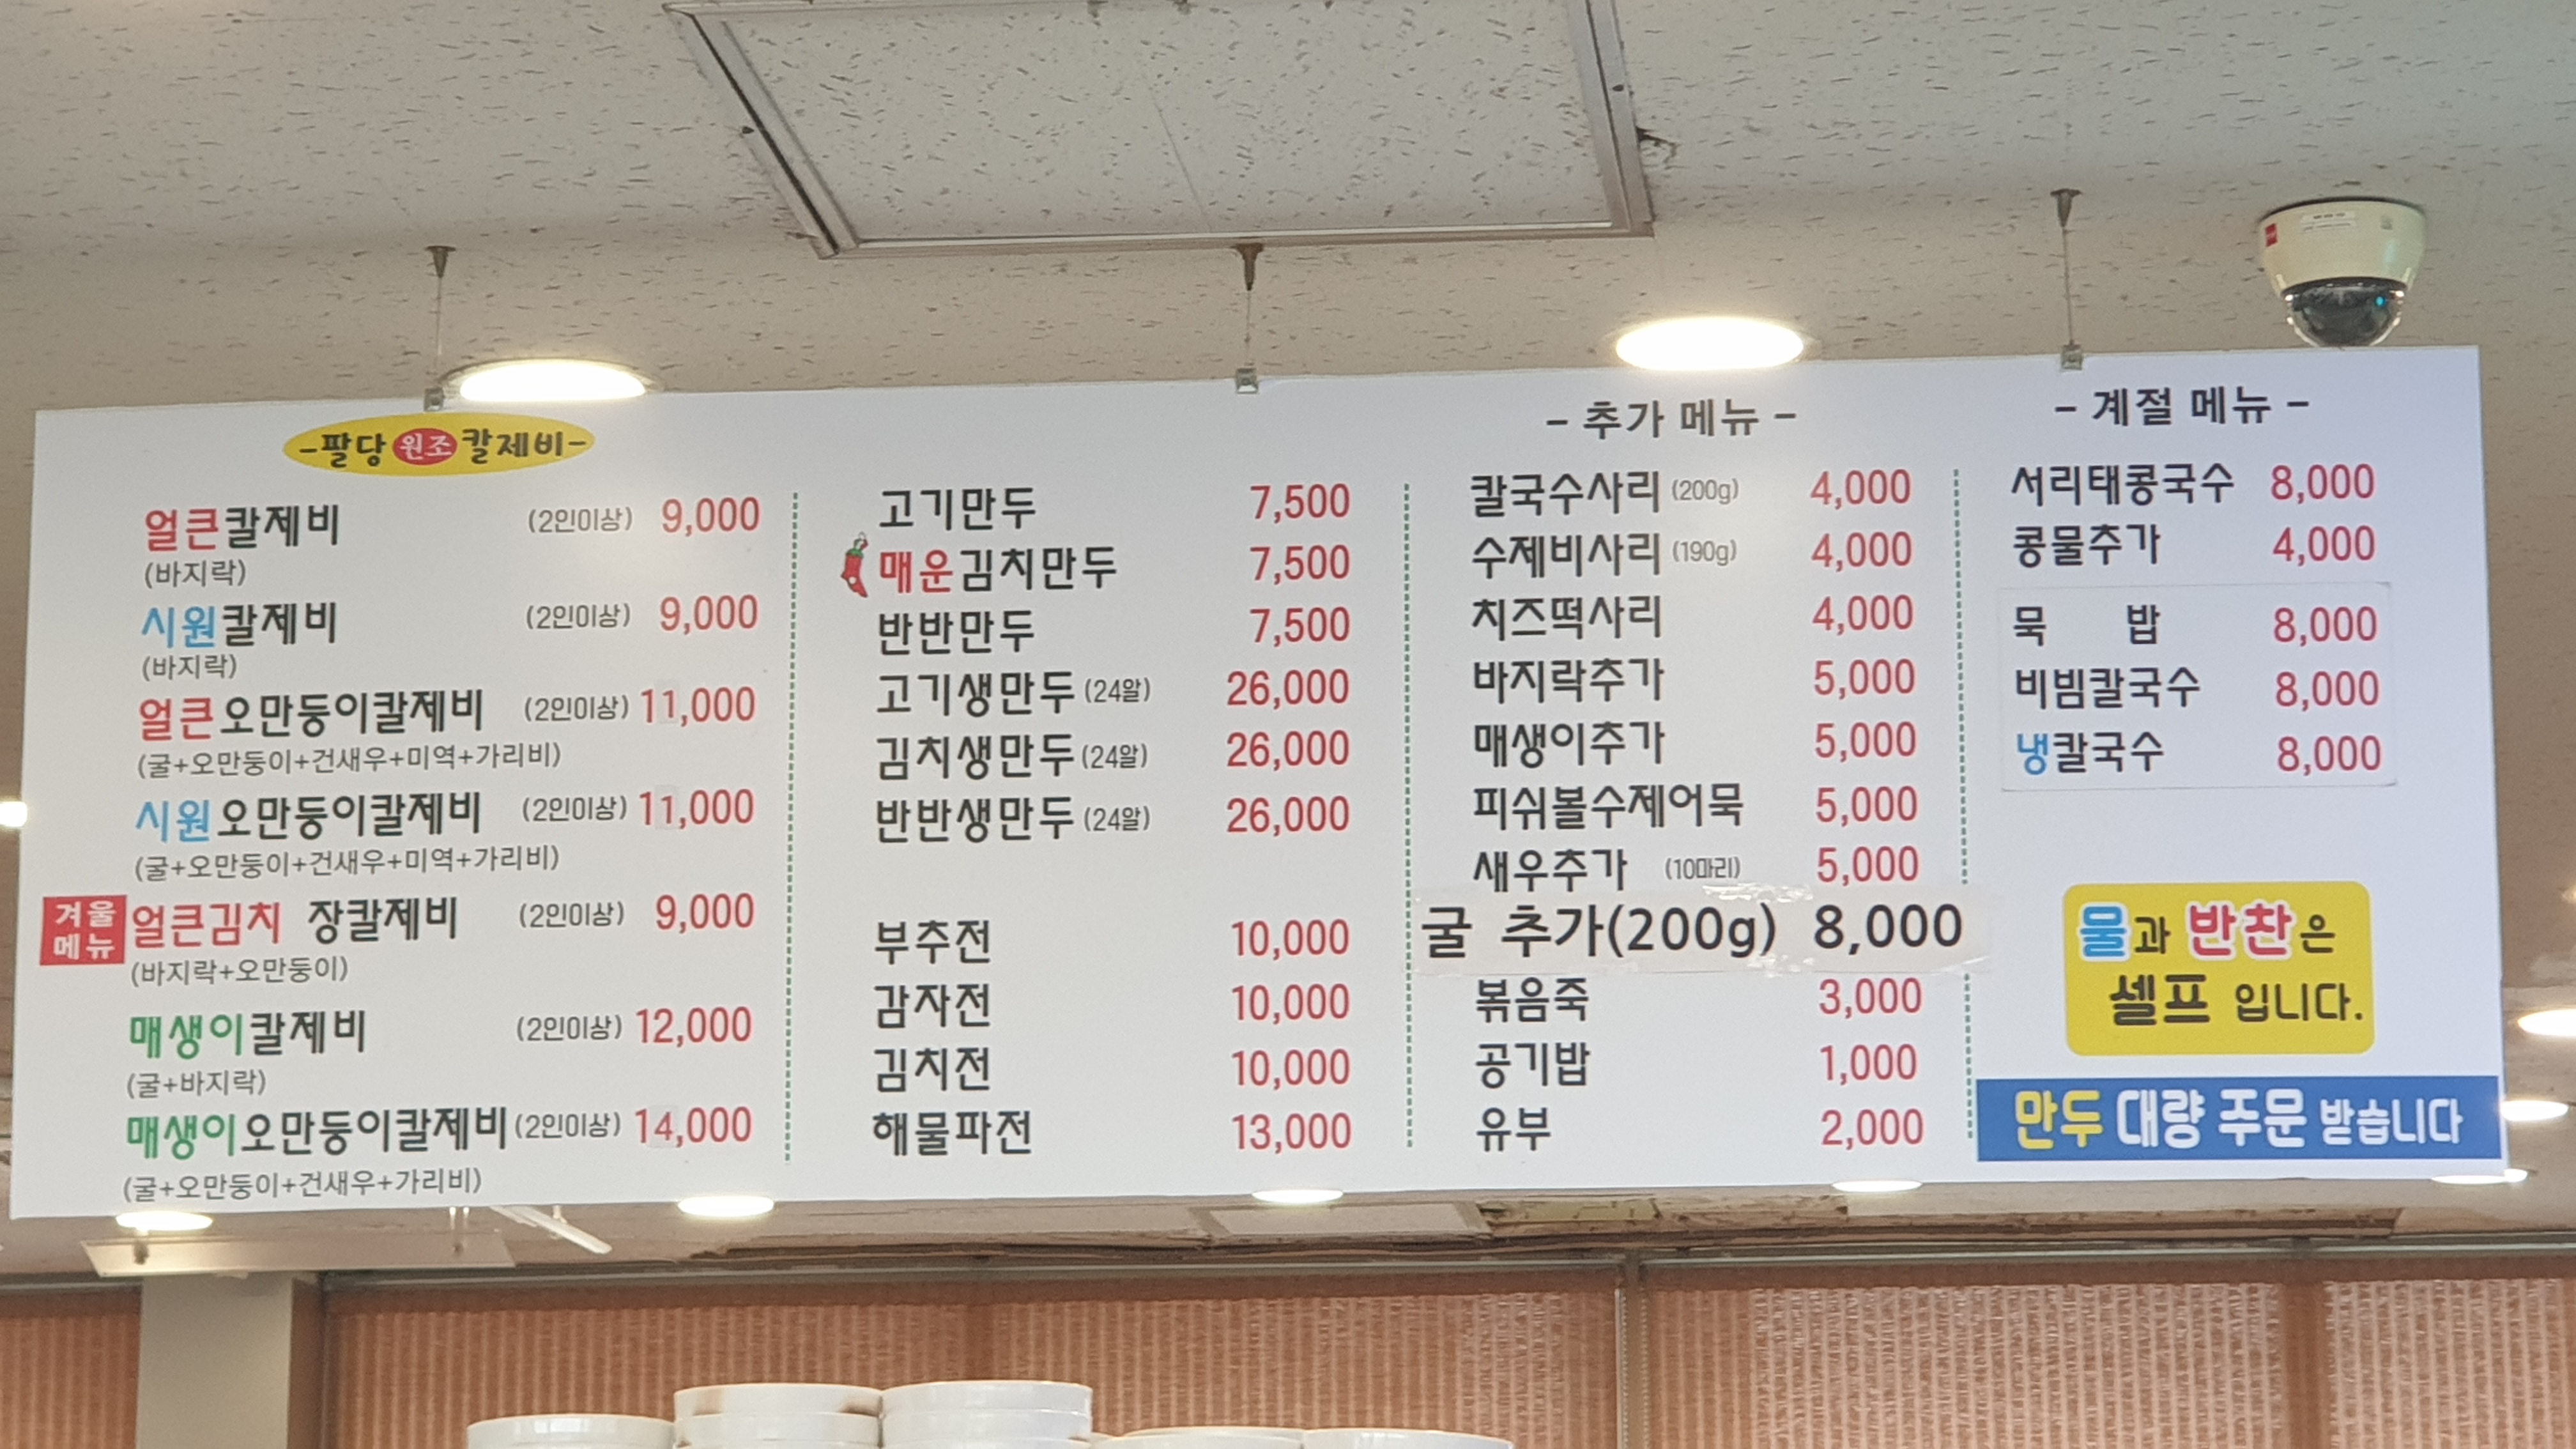 -팔당 원조 칼제비-
얼큰칼제비 (2인이상) 9,000
(바지락)
시원칼제비 (2인이상) 9,000
(바지락)
얼큰오만둥이칼제비 (2인이상) 11,000
(굴+오만둥이+건새우+미역+가리비)
시원오만둥이칼제비 (2인이상) 11,000
(굴+오만둥이+건새우+미역+가리비)
겨울
메뉴
얼큰김치 장칼제비 (2인이상) 9,000
(바지락+오만둥이)
매생이칼제비 (2인이상) 12,000
(굴+바지락)
매생이오만둥이칼제비 (2인이상) 14,000
(굴+오만둥이+건새우+가리비)
고기만두 7,500
매운김치만두 7,500
반반만두 7,500
고기생만두 (24알) 26,000
김치생만두 (24알) 26,000
반반생만두 (24알) 26,000
부추전 10,000
감자전 10,000
김치전 10,000
해물파전 13,000
- 추가 메뉴 -
칼국수사리 (200g) 4,000
수제비사리 (190g) 4,000
치즈떡사리 4,000
바지락추가 5,000
매생이추가 5,000
피쉬볼수제어묵 5,000
새우추가 (10마리) 5,000
굴 추가(200g) 8,000
볶음죽 3,000
공기밥 1,000
유부 2,000
- 계절 메뉴 -
서리태콩국수 8,000
콩물추가 4,000
묵 밥 8,000
비빔칼국수 8,000
냉칼국수 8,000
물과 반찬은
셀프 입니다.
만두 대량 주문 받습니다